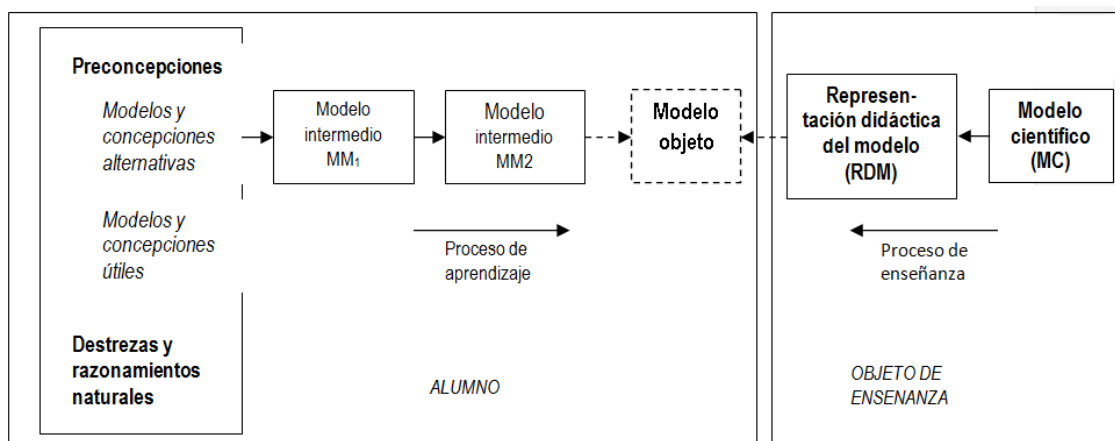 Preconcepciones
Modelos y
concepciones
alternativas
Modelos y
concepciones
útiles
Destrezas y
razonamientos
naturales
Modelo
intermedio
MM₁
Modelo
intermedio
MM2
Proceso de
aprendizaje
Modelo
objeto
ALUMNO
Represen-
tación didáctica
del modelo
(RDM)
Modelo
científico
(MC)
Proceso de
enseñanza
OBJETO DE
ENSENANZA